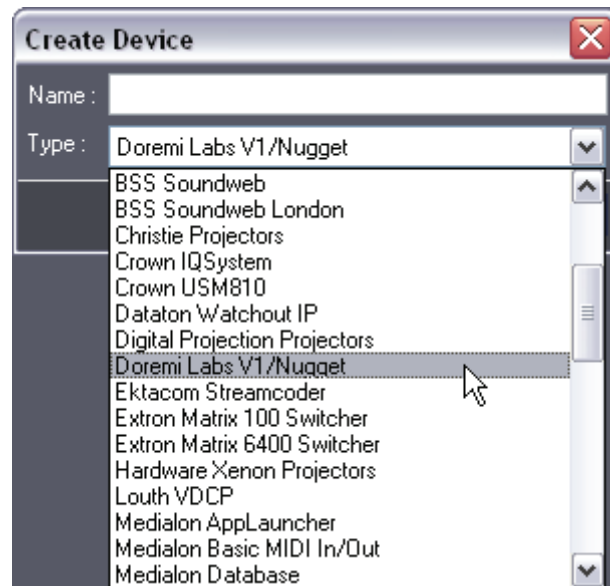 Create Device
Name :
Type : Doremi Labs V1/Nugget
BSS Soundweb
BSS Soundweb London
Christie Projectors
Crown IQSystem
Crown USM810
Dataton Watchout IP
Digital Projection Projectors
Doremi Labs V1/Nugget
Ektacom Streamcoder
Extron Matrix 100 Switcher
Extron Matrix 6400 Switcher
Hardware Xenon Projectors
Louth VDCP
Medialon AppLauncher
Medialon Basic MIDI In/Out
Medialon Database